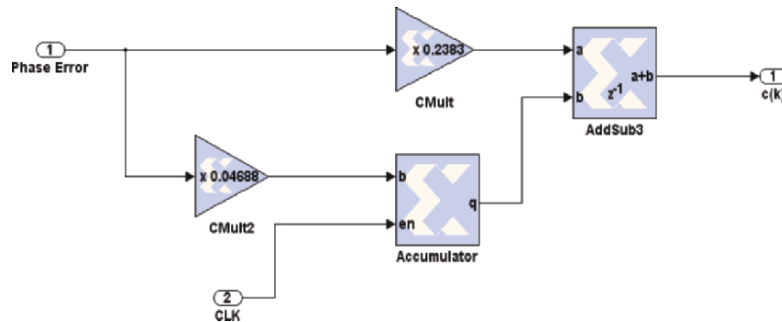 1
Phase Error
x 0.2383
CMult
a
b
a+b
z-1
AddSub3
1
c(k)
x 0.04688
CMult2
b
en
q
Accumulator
2
CLK